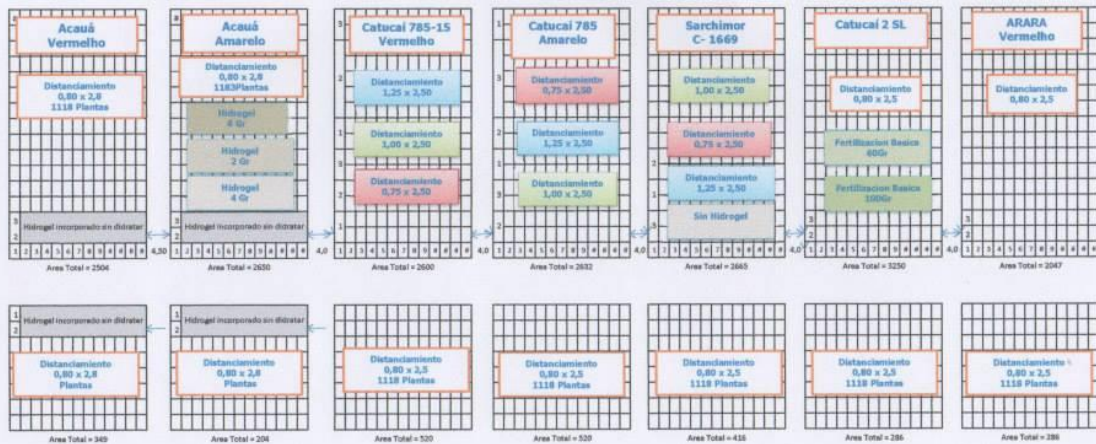 Acauá
Vermelho
Distanciamiento
0,80 x 2,8
1118 Plantas
Hidrogel incorporado sin didratar
Area Total = 2504
4,50
Acauá
Amarelo
Distanciamiento
0,80 x 2,8
1183Plantas
Hidrogel
6 Gr
Hidrogel
2 Gr
Hidrogel
4 Gr
Hidrogel incorporado sin didratar
Area Total = 2650
4,0
Catucaí 785-15
Vermelho
Distanciamiento
1,25 x 2,50
Distanciamiento
1,00 x 2,50
Distanciamiento
0,75 x 2,50
Area Total = 2600
4,0
Catucaí 785
Amarelo
Distanciamiento
0,75 x 2,50
Distanciamiento
1,25 x 2,50
Distanciamiento
1,00 x 2,50
Area Total = 2632
4,0
Sarchimor
C- 1669
Distanciamiento
1,00 x 2,50
Distanciamiento
0,75 x 2,50
Distanciamiento
1,25 x 2,50
Sin Hidrogel
Area Total = 2665
4,0
Catucaí 2 SL
Distanciamiento
0,80 x 2,5
Fertilizacion Basica
60Gr
Fertilizacion Basica
100Gr
Area Total = 3250
4,0
ARARA
Vermelho
Distanciamiento
0,80 x 2,5
Area Total = 2047
Hidrogel incorporado sin didratar
Distanciamiento
0,80 x 2,8
Plantas
Area Total = 349
Hidrogel incorporado sin didratar
Distanciamiento
0,80 x 2,8
Plantas
Area Total = 204
Distanciamiento
0,80 x 2,5
1118 Plantas
Area Total = 520
Distanciamiento
0,80 x 2,5
1118 Plantas
Area Total = 520
Distanciamiento
0,80 x 2,5
1118 Plantas
Area Total = 416
Distanciamiento
0,80 x 2,5
1118 Plantas
Area Total = 286
Distanciamiento
0,80 x 2,5
1118 Plantas
Area Total = 286